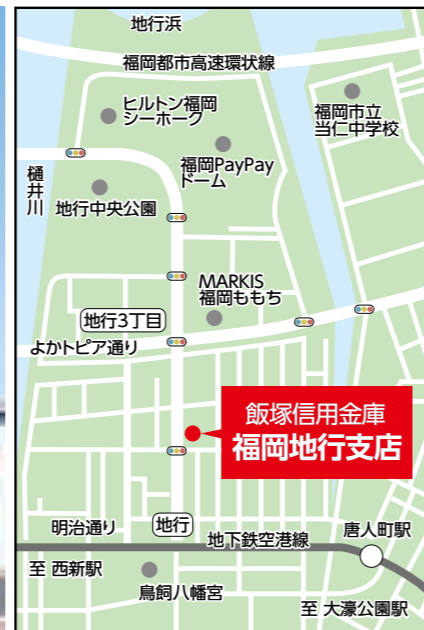 地行浜
福岡都市高速環状線
ヒルトン福岡
シーホーク
福岡市立
当仁中学校
福岡PayPay
ドーム
樋井川
地行中央公園
MARKIS
福岡ももち
地行3丁目
よかトピア通り
飯塚信用金庫
福岡地行支店
明治通り
地行
地下鉄空港線
唐人町駅
至 西新駅
鳥飼八幡宮
至 大濠公園駅